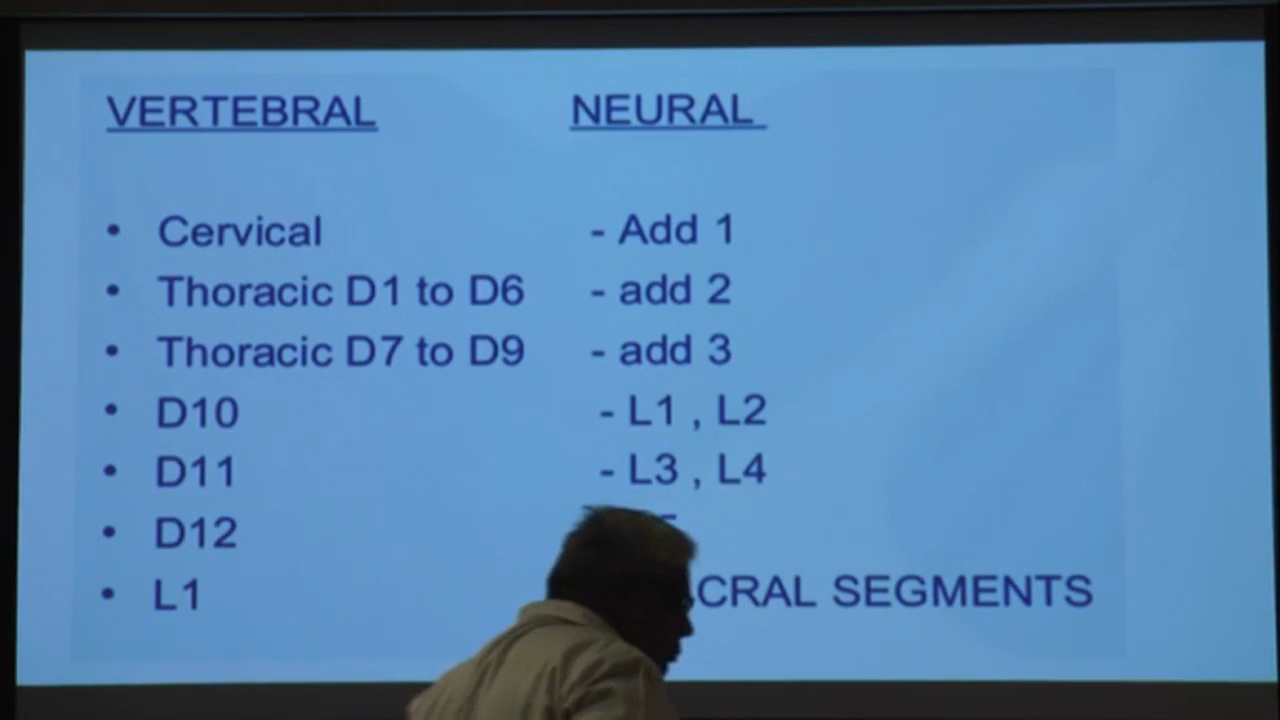 VERTEBRAL NEURAL
• Cervical - Add 1
• Thoracic D1 to D6 - add 2
• Thoracic D7 to D9 - add 3
• D10 - L1 , L2
• D11 - L3 , L4
• D12
• L1 SEGMENTS